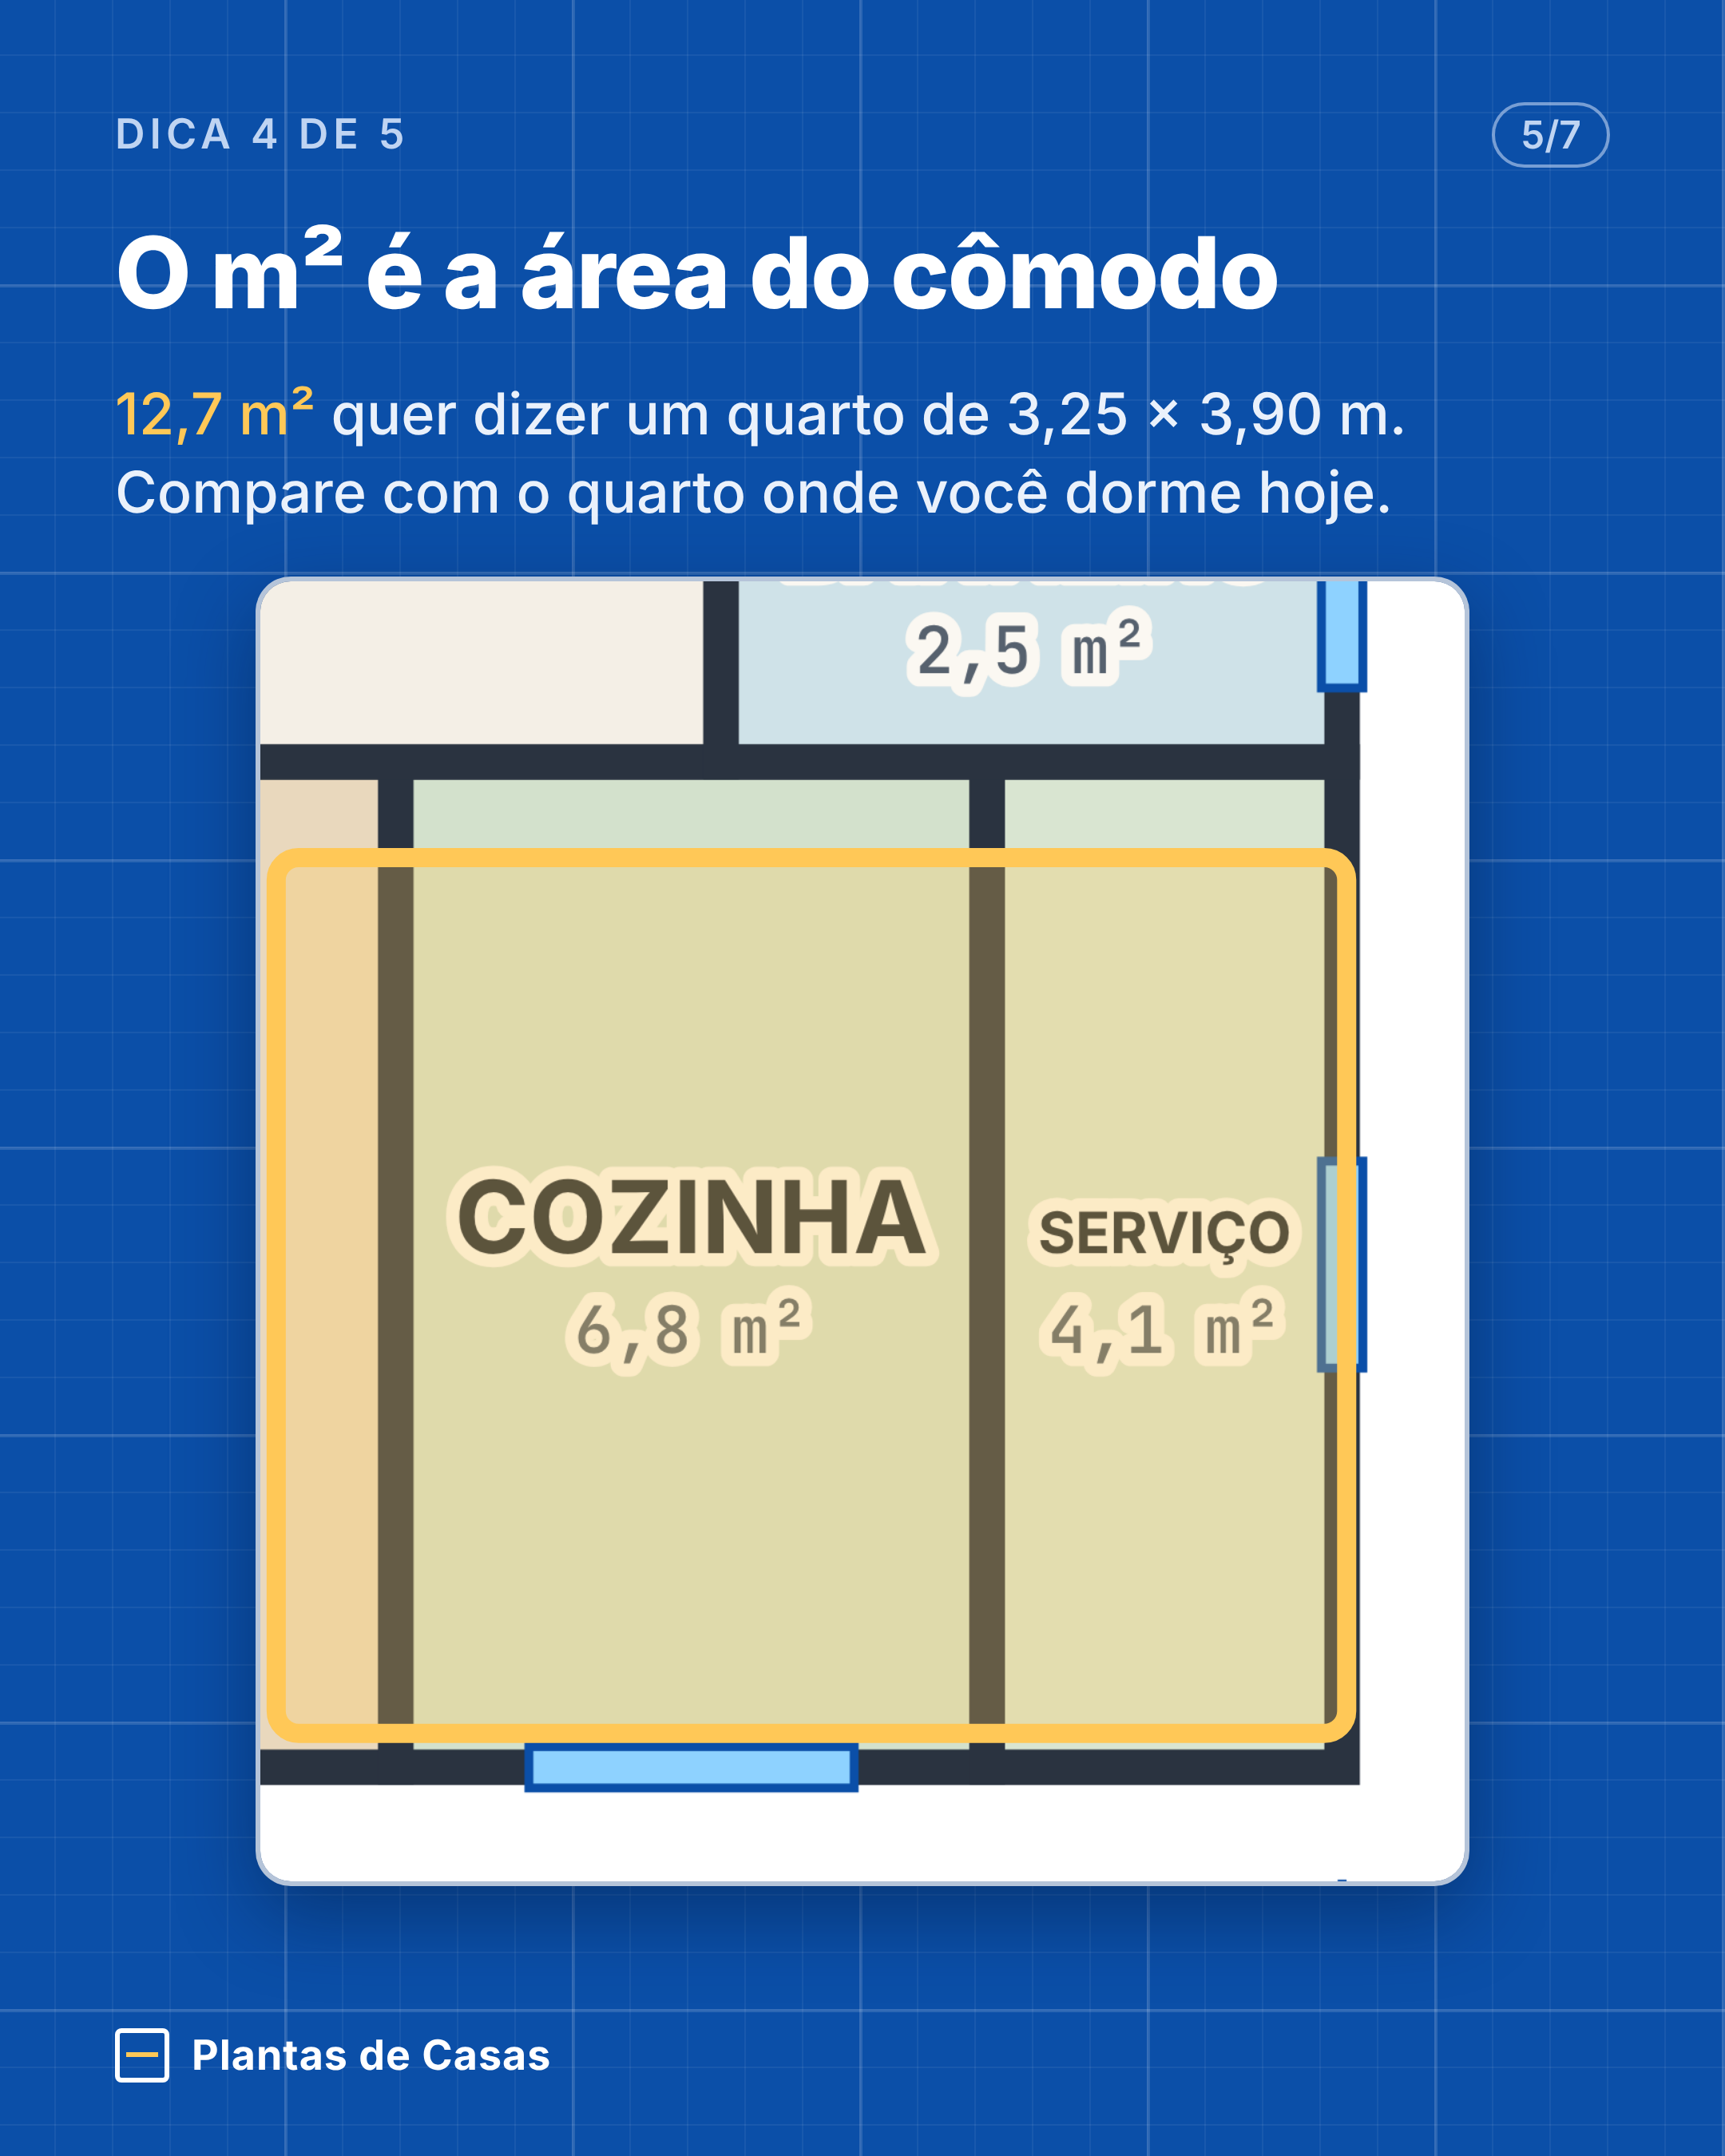 DICA 4 DE 5
5/7
O m² é a área do cômodo
12,7 m² quer dizer um quarto de 3,25 × 3,90 m.
Compare com o quarto onde você dorme hoje.
2,5 m²
COZINHA
6,8 m²
SERVIÇO
4,1 m²
Plantas de Casas